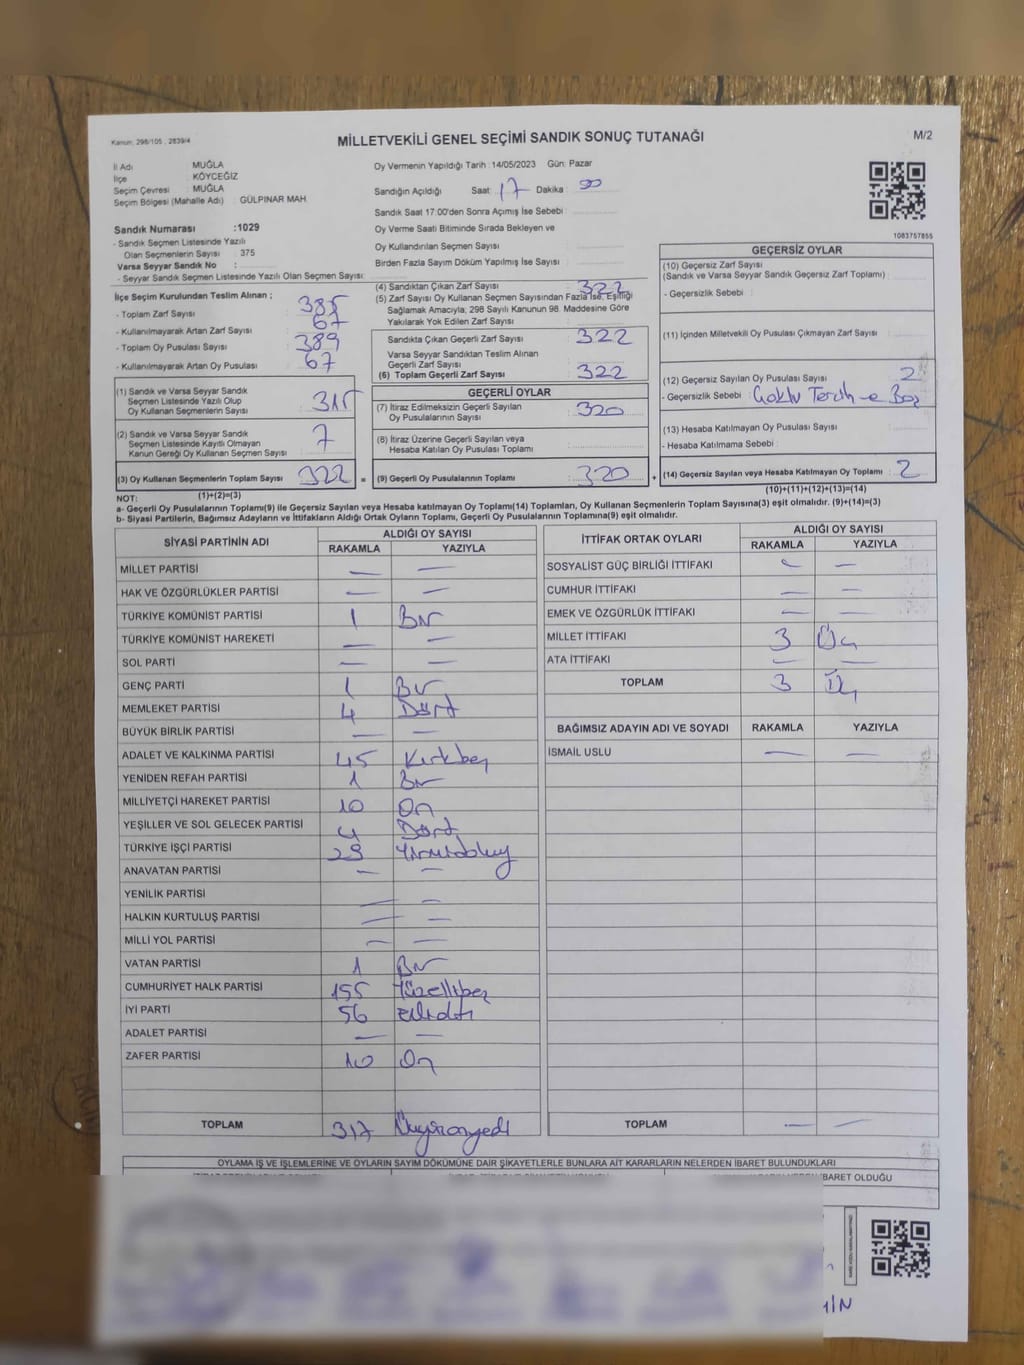 Kanun: 298/105 , 2839/4
MİLLETVEKİLİ GENEL SEÇİMİ SANDIK SONUÇ TUTANAĞI
M/2
İl Adı : MUĞLA
İlçe : KÖYCEĞİZ
Seçim Çevresi : MUĞLA
Seçim Bölgesi (Mahalle Adı) : GÜLPINAR MAH.
Oy Vermenin Yapıldığı Tarih : 14/05/2023 Gün: Pazar
Sandığın Açıldığı Saat : 17 Dakika : 00
Sandık Saat 17:00'den Sonra Açımış İse Sebebi :
Oy Verme Saati Bitiminde Sırada Bekleyen ve
Oy Kullandırılan Seçmen Sayısı :
Birden Fazla Sayım Döküm Yapılmış İse Sayısı :
1083757855
Sandık Numarası :1029
- Sandık Seçmen Listesinde Yazılı
Olan Seçmenlerin Sayısı : 375
Varsa Seyyar Sandık No :
- Seyyar Sandık Seçmen Listesinde Yazılı Olan Seçmen Sayısı:
İlçe Seçim Kurulundan Teslim Alınan ;
- Toplam Zarf Sayısı : 385
- Kullanılmayarak Artan Zarf Sayısı : 67
- Toplam Oy Pusulası Sayısı : 389
- Kullanılmayarak Artan Oy Pusulası : 67
(1) Sandık ve Varsa Seyyar Sandık
Seçmen Listesinde Yazılı Olup
Oy Kullanan Seçmenlerin Sayısı : 315
(2) Sandık ve Varsa Seyyar Sandık
Seçmen Listesinde Kayıtlı Olmayan
Kanun Gereği Oy Kullanan Seçmen Sayısı : 7
(3) Oy Kullanan Seçmenlerin Toplam Sayısı : 322
(4) Sandıktan Çıkan Zarf Sayısı : 322
(5) Zarf Sayısı Oy Kullanan Seçmen Sayısından Fazla İse, Eşitliği
Sağlamak Amacıyla, 298 Sayılı Kanunun 98. Maddesine Göre
Yakılarak Yok Edilen Zarf Sayısı :
Sandıkta Çıkan Geçerli Zarf Sayısı : 322
Varsa Seyyar Sandıktan Teslim Alınan
Geçerli Zarf Sayısı :
(6) Toplam Geçerli Zarf Sayısı : 322
GEÇERLİ OYLAR
(7) İtiraz Edilmeksizin Geçerli Sayılan
Oy Pusulalarının Sayısı : 320
(8) İtiraz Üzerine Geçerli Sayılan veya
Hesaba Katılan Oy Pusulası Toplamı :
= (9) Geçerli Oy Pusulalarının Toplamı : 320 +
GEÇERSİZ OYLAR
(10) Geçersiz Zarf Sayısı
(Sandık ve Varsa Seyyar Sandık Geçersiz Zarf Toplamı) :
- Geçersizlik Sebebi :
(11) İçinden Milletvekili Oy Pusulası Çıkmayan Zarf Sayısı :
(12) Geçersiz Sayılan Oy Pusulası Sayısı : 2
- Geçersizlik Sebebi : Çoklu Tercih
(13) Hesaba Katılmayan Oy Pusulası Sayısı :
- Hesaba Katılmama Sebebi :
(14) Geçersiz Sayılan veya Hesaba Katılmayan Oy Toplamı : 2
NOT: (1)+(2)=(3)
(10)+(11)+(12)+(13)=(14)
a- Geçerli Oy Pusulalarının Toplamı(9) ile Geçersiz Sayılan veya Hesaba Katılmayan Oy Toplamı(14) Toplamları, Oy Kullanan Seçmenlerin Toplam Sayısına(3) eşit olmalıdır. (9)+(14)=(3)
b- Siyasi Partilerin, Bağımsız Adayların ve İttifakların Aldığı Ortak Oyların Toplamı, Geçerli Oy Pusulalarının Toplamına(9) eşit olmalıdır.
SİYASİ PARTİNİN ADI
ALDIĞI OY SAYISI
RAKAMLA YAZIYLA
MİLLET PARTİSİ — —
HAK VE ÖZGÜRLÜKLER PARTİSİ — —
TÜRKİYE KOMÜNİST PARTİSİ 1 Bir
TÜRKİYE KOMÜNİST HAREKETİ — —
SOL PARTİ — —
GENÇ PARTİ 1 Bir
MEMLEKET PARTİSİ 4 Dört
BÜYÜK BİRLİK PARTİSİ — —
ADALET VE KALKINMA PARTİSİ 45 Kırkbeş
YENİDEN REFAH PARTİSİ 1 Bir
MİLLİYETÇİ HAREKET PARTİSİ 10 On
YEŞİLLER VE SOL GELECEK PARTİSİ 4 Dört
TÜRKİYE İŞÇİ PARTİSİ 29 Yirmidokuz
ANAVATAN PARTİSİ — —
YENİLİK PARTİSİ — —
HALKIN KURTULUŞ PARTİSİ — —
MİLLİ YOL PARTİSİ — —
VATAN PARTİSİ 1 Bir
CUMHURİYET HALK PARTİSİ 155 Yüzellibeş
İYİ PARTİ 56 Ellialtı
ADALET PARTİSİ — —
ZAFER PARTİSİ 10 On
TOPLAM 317 Üçyüzonyedi
İTTİFAK ORTAK OYLARI
ALDIĞI OY SAYISI
RAKAMLA YAZIYLA
SOSYALİST GÜÇ BİRLİĞİ İTTİFAKI — —
CUMHUR İTTİFAKI — —
EMEK VE ÖZGÜRLÜK İTTİFAKI — —
MİLLET İTTİFAKI 3 Üç
ATA İTTİFAKI — —
TOPLAM 3 Üç
BAĞIMSIZ ADAYIN ADI VE SOYADI RAKAMLA YAZIYLA
İSMAİL USLU — —
TOPLAM — —
OYLAMA İŞ VE İŞLEMLERİNE VE OYLARIN SAYIM DÖKÜMÜNE DAİR ŞİKAYETLERLE BUNLARA AİT KARARLARIN NELERDEN İBARET BULUNDUKLARI
İBARET OLDUĞU